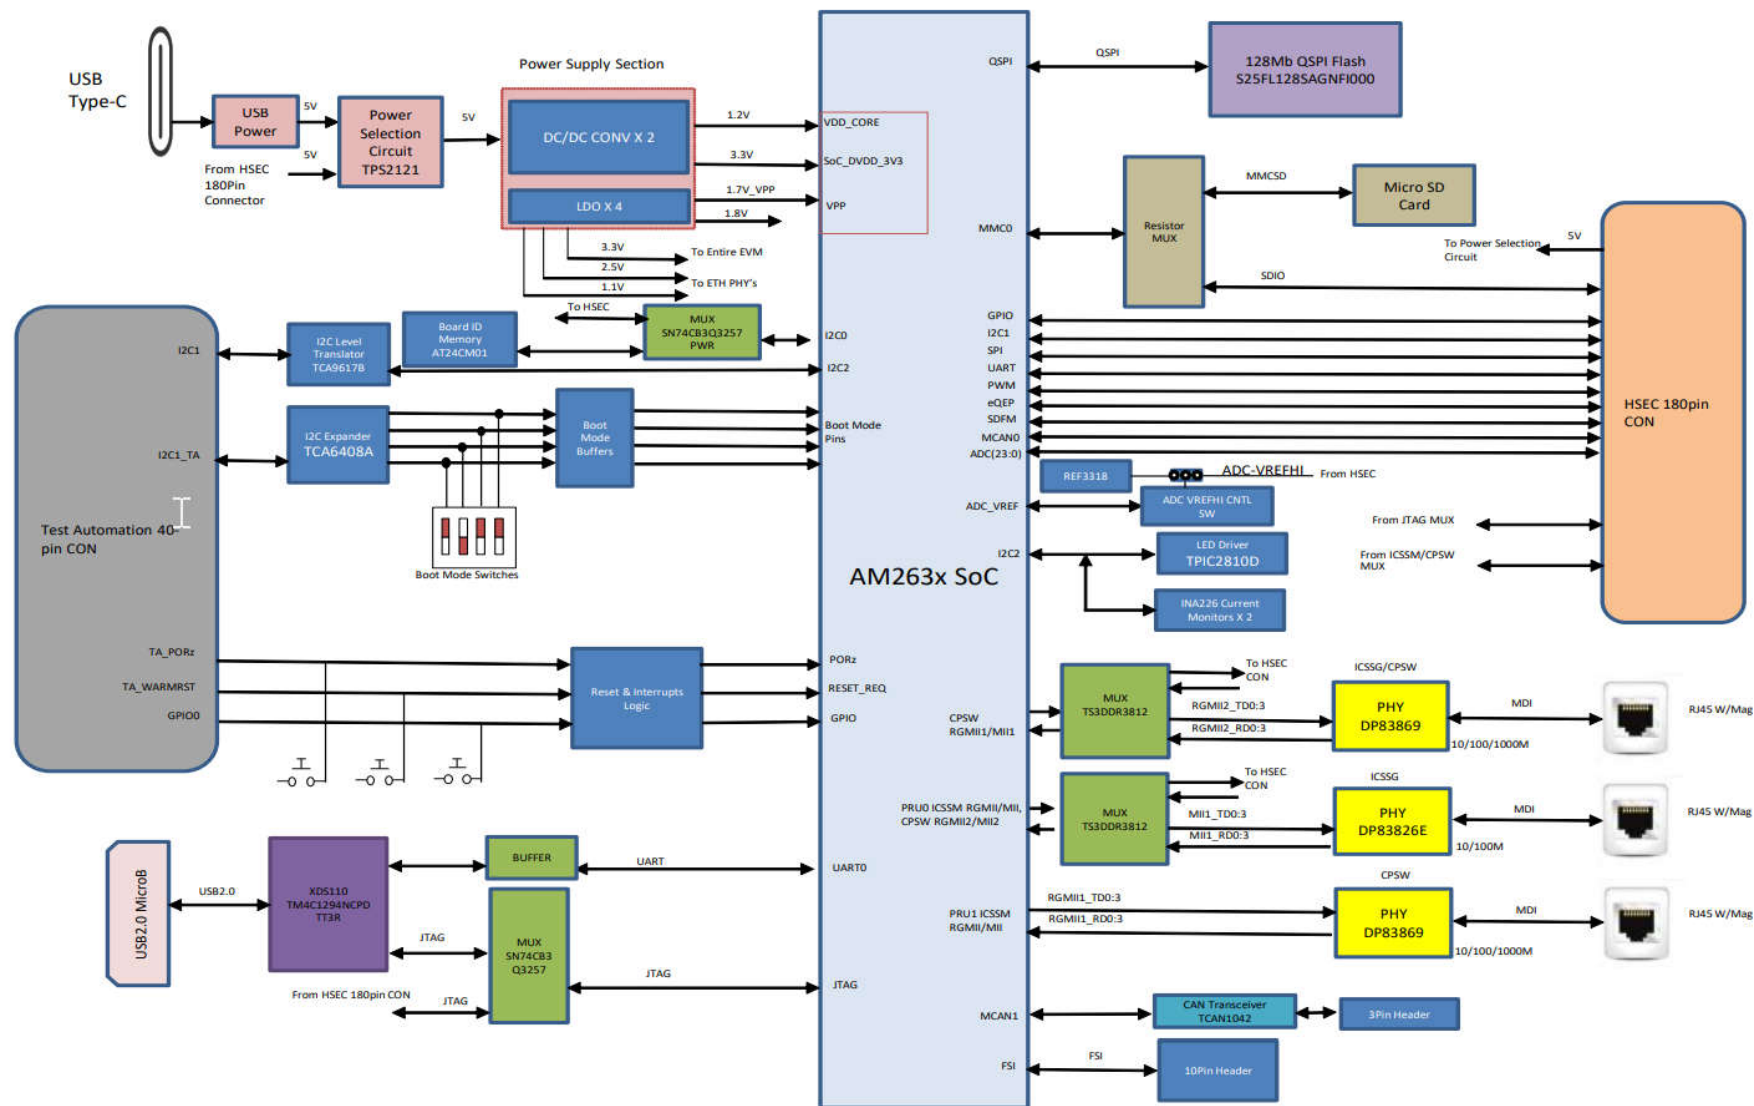 USB
Type-C
USB
Power
5V
5V
From HSEC
180Pin
Connector
Power
Selection
Circuit
TPS2121
5V
Power Supply Section
DC/DC CONV X 2
LDO X 4
1.2V
3.3V
1.7V_VPP
1.8V
VDD_CORE
SoC_DVDD_3V3
VPP
3.3V
To Entire EVM
2.5V
To ETH PHY's
1.1V
To HSEC
I2C1
I2C Level
Translator
TCA9617B
Board ID
Memory
AT24CM01
MUX
SN74CB3Q3257
PWR
I2C0
I2C2
I2C1_TA
I2C Expander
TCA6408A
Boot
Mode
Buffers
Boot Mode
Pins
Boot Mode Switches
Test Automation 40-
pin CON
TA_PORz
TA_WARMRST
GPIO0
Reset & Interrupts
Logic
PORz
RESET_REQ
GPIO
USB2.0 MicroB
USB2.0
XDS110
TM4C1294NCPD
TT3R
BUFFER
UART
UART0
JTAG
MUX
SN74CB3
Q3257
JTAG
JTAG
From HSEC 180pin CON
JTAG
AM263x SoC
QSPI
QSPI
128Mb QSPI Flash
S25FL128SAGNFI000
MMC0
Resistor
MUX
MMCSD
Micro SD
Card
SDIO
To Power Selection
Circuit
5V
GPIO
I2C1
SPI
UART
PWM
eQEP
SDFM
MCAN0
ADC(23:0)
HSEC 180pin
CON
REF3318
ADC-VREFHI
From HSEC
ADC_VREF
ADC VREFHI CNTL
SW
From JTAG MUX
I2C2
LED Driver
TPIC2810D
From ICSSM/CPSW
MUX
INA226 Current
Monitors X 2
CPSW
RGMII1/MII1
MUX
TS3DDR3812
To HSEC
CON
RGMII2_TD0:3
RGMII2_RD0:3
ICSSG/CPSW
PHY
DP83869
MDI
10/100/1000M
RJ45 W/Mag
PRU0 ICSSM RGMII/MII,
CPSW RGMII2/MII2
MUX
TS3DDR3812
To HSEC
CON
MII1_TD0:3
MII1_RD0:3
ICSSG
PHY
DP83826E
MDI
10/100M
RJ45 W/Mag
PRU1 ICSSM
RGMII/MII
RGMII1_TD0:3
RGMII1_RD0:3
CPSW
PHY
DP83869
MDI
10/100/1000M
RJ45 W/Mag
MCAN1
CAN Transceiver
TCAN1042
3Pin Header
FSI
FSI
10Pin Header